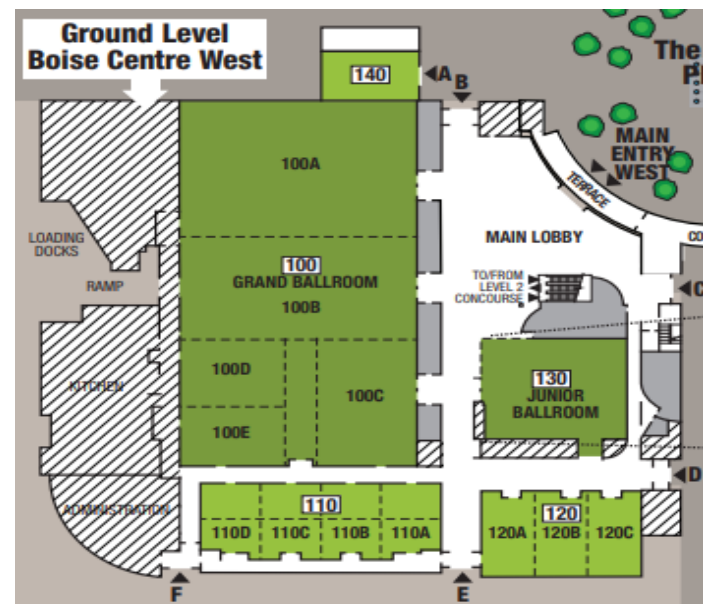 Ground Level
Boise Centre West
The
140
A
B
MAIN
ENTRY
WEST
100A
TERRACE
LOADING
DOCKS
MAIN LOBBY
CO
100
GRAND BALLROOM
TO/FROM
LEVEL 2
CONCOURSE
RAMP
C
100B
100D
130
JUNIOR
BALLROOM
KITCHEN
100C
100E
D
110
120
ADMINISTRATION
110D
110C
110B
110A
120A
120B
120C
F
E